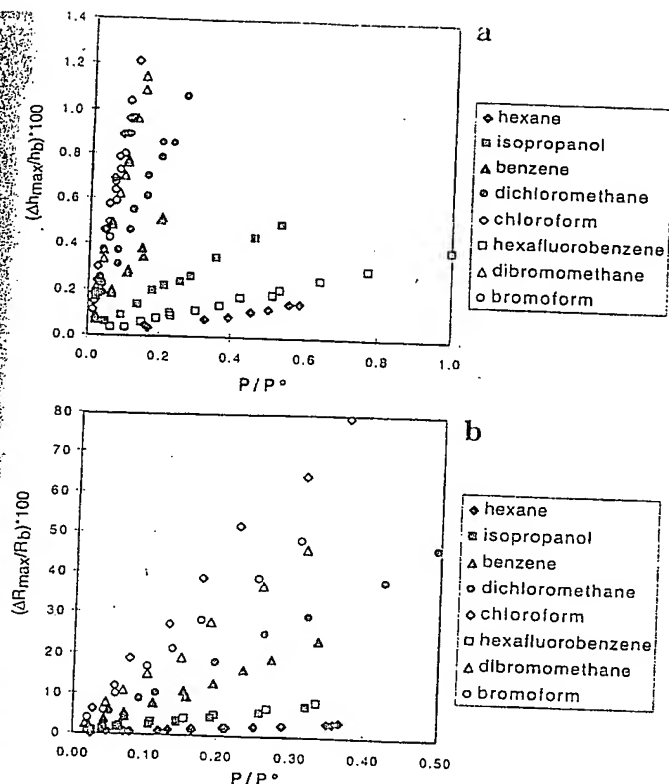 a
1.4
1.2
1.0
0.8
0.6
0.4
0.2
0.0
(Δhmax/hb)*100
0.0 0.2 0.4 0.6 0.8 1.0
P/P°
hexane
isopropanol
benzene
dichloromethane
chloroform
hexafluorobenzene
dibromomethane
bromoform
b
80
70
60
50
40
30
20
10
0
(ΔRmax/Rb)*100
0.00 0.10 0.20 0.30 0.40 0.50
P/P°
hexane
isopropanol
benzene
dichloromethane
chloroform
hexafluorobenzene
dibromomethane
bromoform